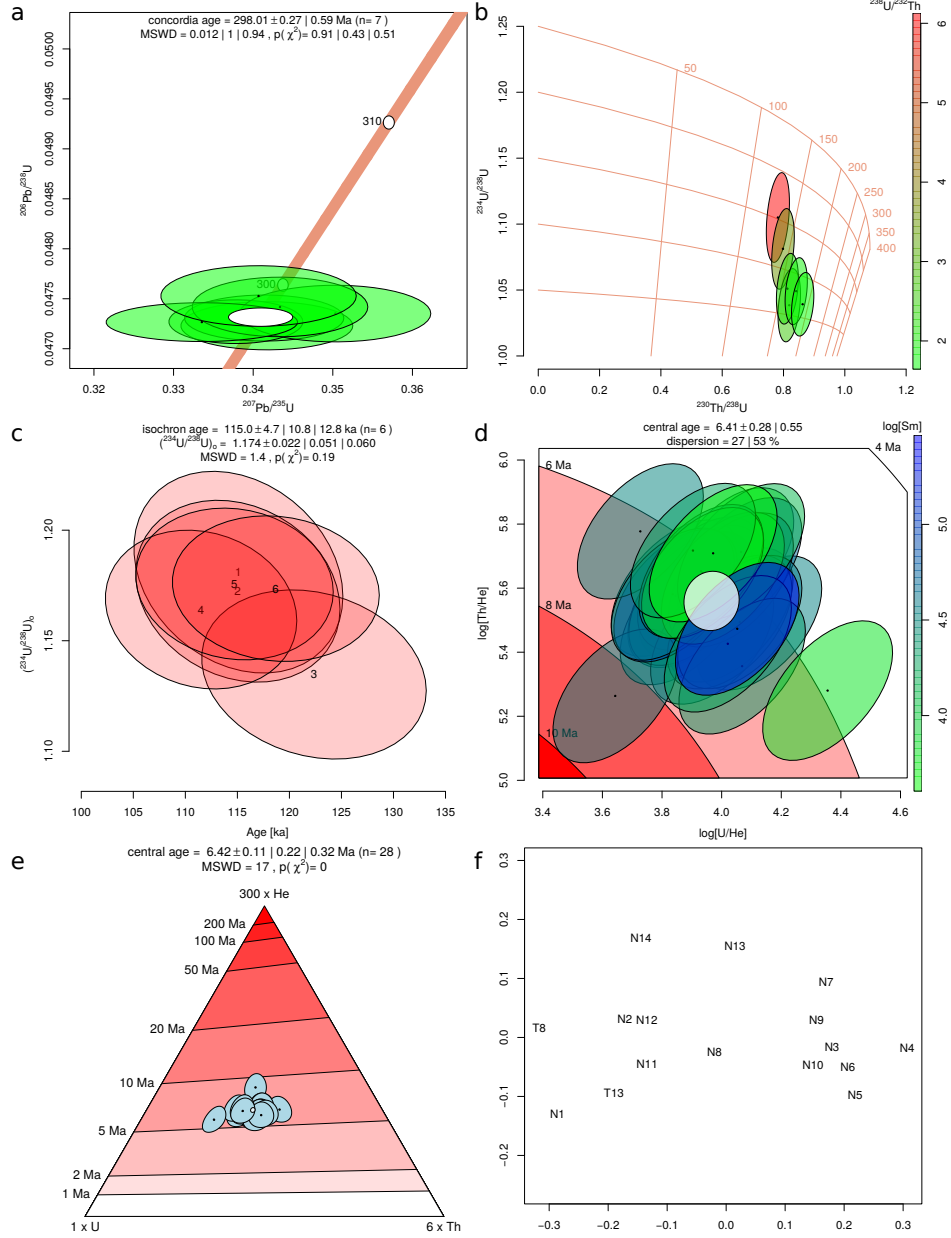 a
concordia age = 298.01 ± 0.27 | 0.59 Ma (n= 7 )
MSWD = 0.012 | 1 | 0.94 , p( χ2)= 0.91 | 0.43 | 0.51
0.0500
0.0495
0.0490
0.0485
0.0480
0.0475
0.0470
206Pb/238U
310
300
0.32
0.33
0.34
0.35
0.36
207Pb/235U
b
238U/232Th
1.25
1.20
1.15
1.10
1.05
1.00
234U/238U
50
100
150
200
250
300
350
400
6
5
4
3
2
0.0
0.2
0.4
0.6
0.8
1.0
1.2
230Th/238U
c
isochron age = 115.0 ± 4.7 | 10.8 | 12.8 ka (n= 6 )
(234U/238U)o = 1.174 ± 0.022 | 0.051 | 0.060
MSWD = 1.4 , p( χ2)= 0.19
1.20
1.15
1.10
(234U/238U)o
1
5
2
6
4
3
100
105
110
115
120
125
130
135
Age [ka]
d
central age = 6.41 ± 0.28 | 0.55
dispersion = 27 | 53 %
log[Sm]
4 Ma
6 Ma
8 Ma
10 Ma
6.0
5.8
5.6
5.4
5.2
5.0
log[Th/He]
5.0
4.5
4.0
3.4
3.6
3.8
4.0
4.2
4.4
4.6
log[U/He]
e
central age = 6.42 ± 0.11 | 0.22 | 0.32 Ma (n= 28 )
MSWD = 17 , p( χ2)= 0
300 x He
200 Ma
100 Ma
50 Ma
20 Ma
10 Ma
5 Ma
2 Ma
1 Ma
1 x U
6 x Th
f
0.3
0.2
0.1
0.0
−0.1
−0.2
N14
N13
N7
N2
N12
N9
T8
N3
N4
N8
N11
N10
N6
T13
N5
N1
−0.3
−0.2
−0.1
0.0
0.1
0.2
0.3